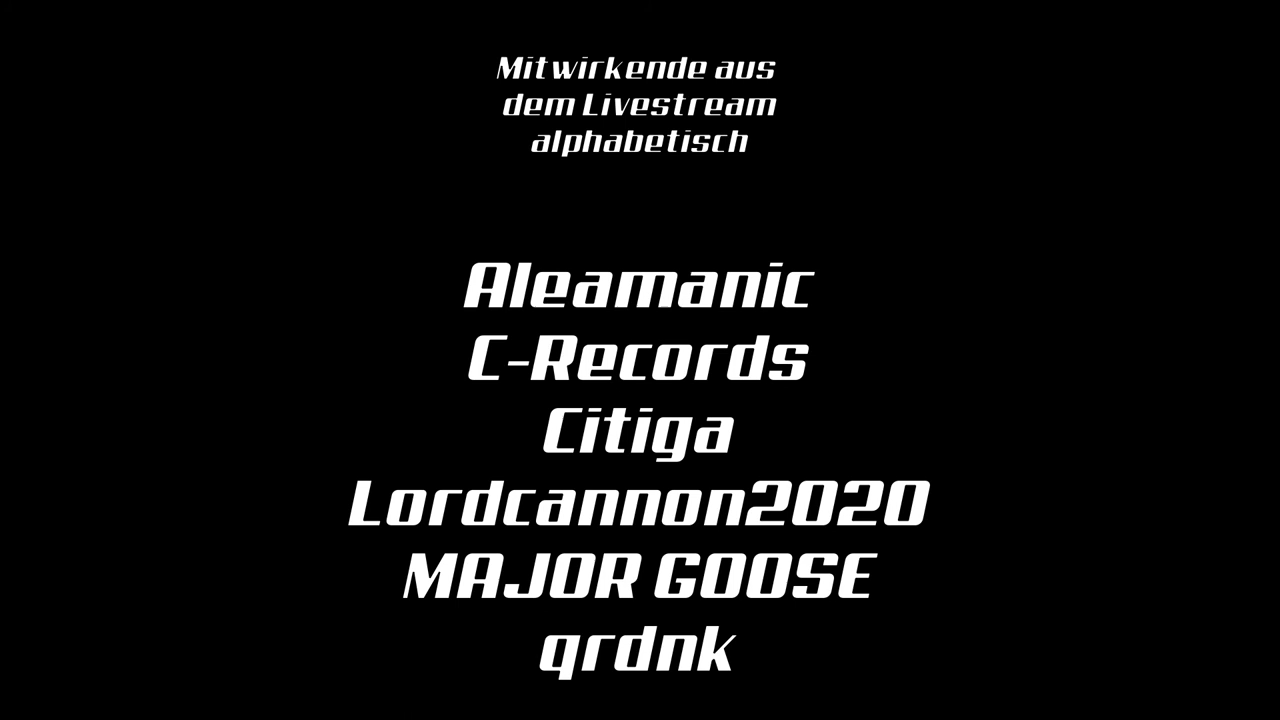 Mitwirkende aus
dem Livestream
alphabetisch
Aleamanic
C-Records
Citiga
Lordcannon2020
MAJOR GOOSE
qrdnk